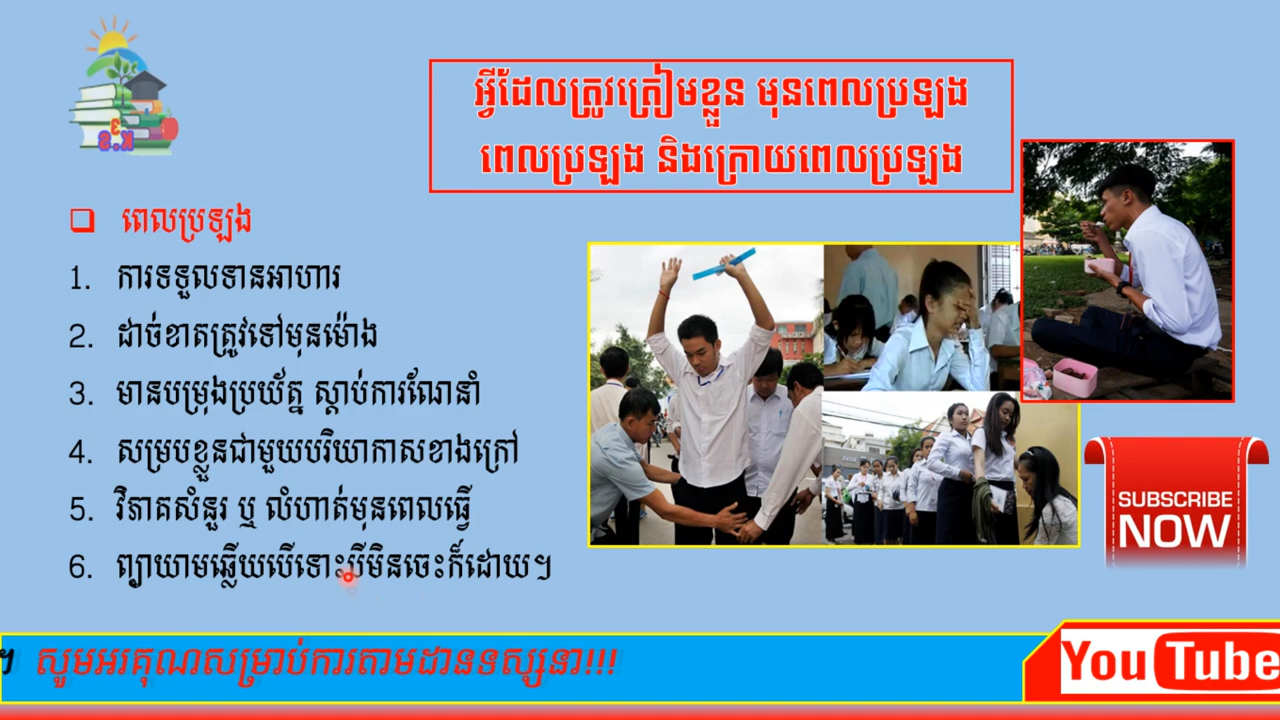 ខ.រ.អ
អ្វីដែលត្រូវត្រៀមខ្លួន មុនពេលប្រឡង
ពេលប្រឡង និងក្រោយពេលប្រឡង
❑ ពេលប្រឡង
1. ការទទួលទានអាហារ
2. ដាច់ខាតត្រូវទៅមុនម៉ោង
3. មានបម្រុងប្រយ័ត្ន ស្តាប់ការណែនាំ
4. សម្របខ្លួនជាមួយបរិយាកាសខាងក្រៅ
5. វិភាគសំនួរ ឬ លំហាត់មុនពេលធ្វើ
6. ព្យាយាមឆ្លើយបើទោះបីមិនចេះក៏ដោយ។
SUBSCRIBE
NOW
ៗ សូមអរគុណសម្រាប់ការតាមដានទស្សនា!!!
YouTube